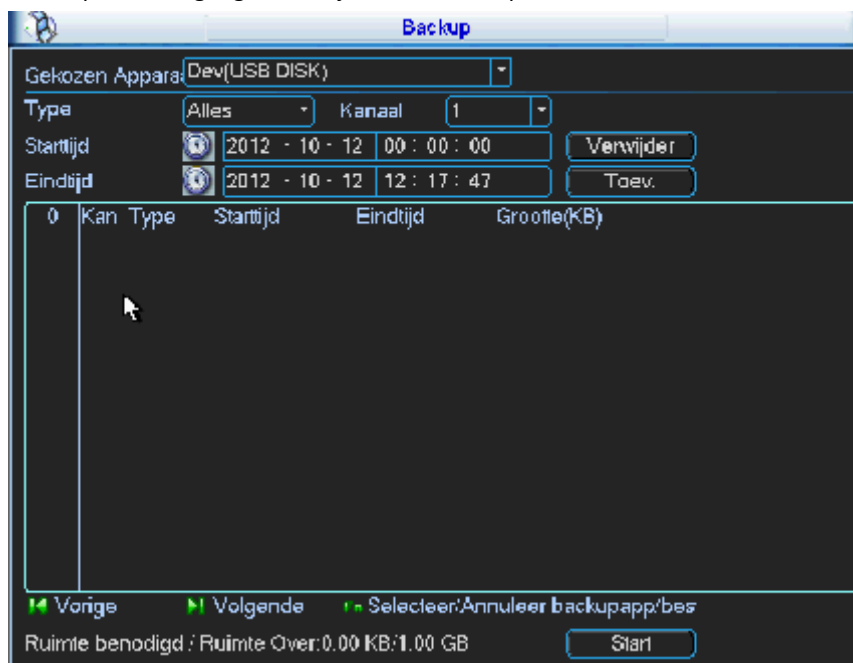 Backup
Gekozen Appara Dev(USB DISK)
Type Alles Kanaal 1
Starttijd 2012 - 10 - 12 00 : 00 : 00 Verwijder
Eindtijd 2012 - 10 - 12 12 : 17 : 47 Toev.
0 Kan Type Starttijd Eindtijd Grootte(KB)
Vorige Volgende Fn Selecteer/Annuleer backupapp/bes
Ruimte benodigd / Ruimte Over:0.00 KB/1.00 GB Start